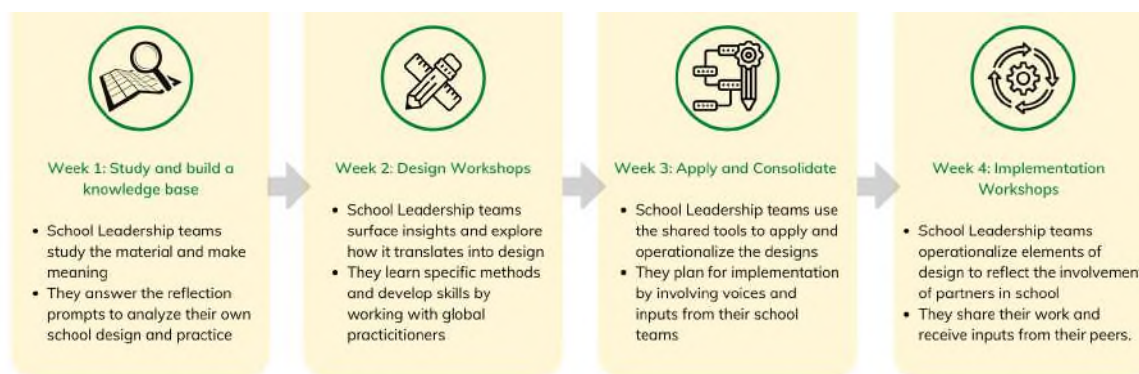 Week 1: Study and build a
knowledge base
• School Leadership teams
study the material and make
meaning
• They answer the reflection
prompts to analyze their own
school design and practice
Week 2: Design Workshops
• School Leadership teams
surface insights and explore
how it translates into design
• They learn specific methods
and develop skills by
working with global
practicitioners
Week 3: Apply and Consolidate
• School Leadership teams use
the shared tools to apply and
operationalize the designs
• They plan for implementation
by involving voices and
inputs from their school
teams
Week 4: Implementation
Workshops
• School Leadership teams
operationalize elements of
design to reflect the involvemen
of partners in school
• They share their work and
receive inputs from their peers.